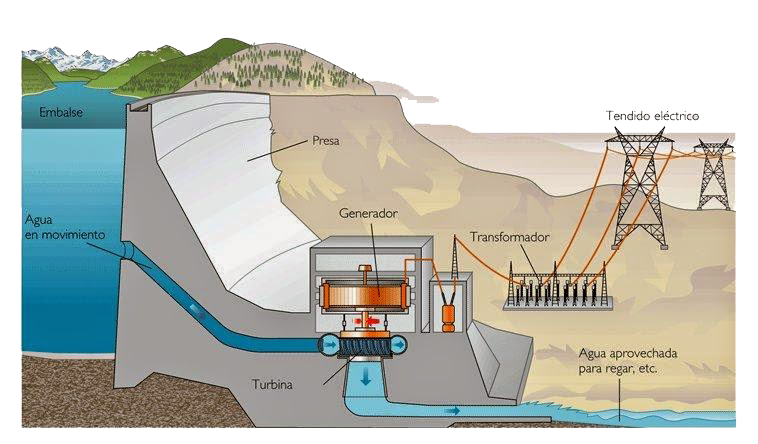 Embalse
Tendido eléctrico
Presa
Agua
en movimiento
Generador
Transformador
Turbina
Agua aprovechada
para regar, etc.